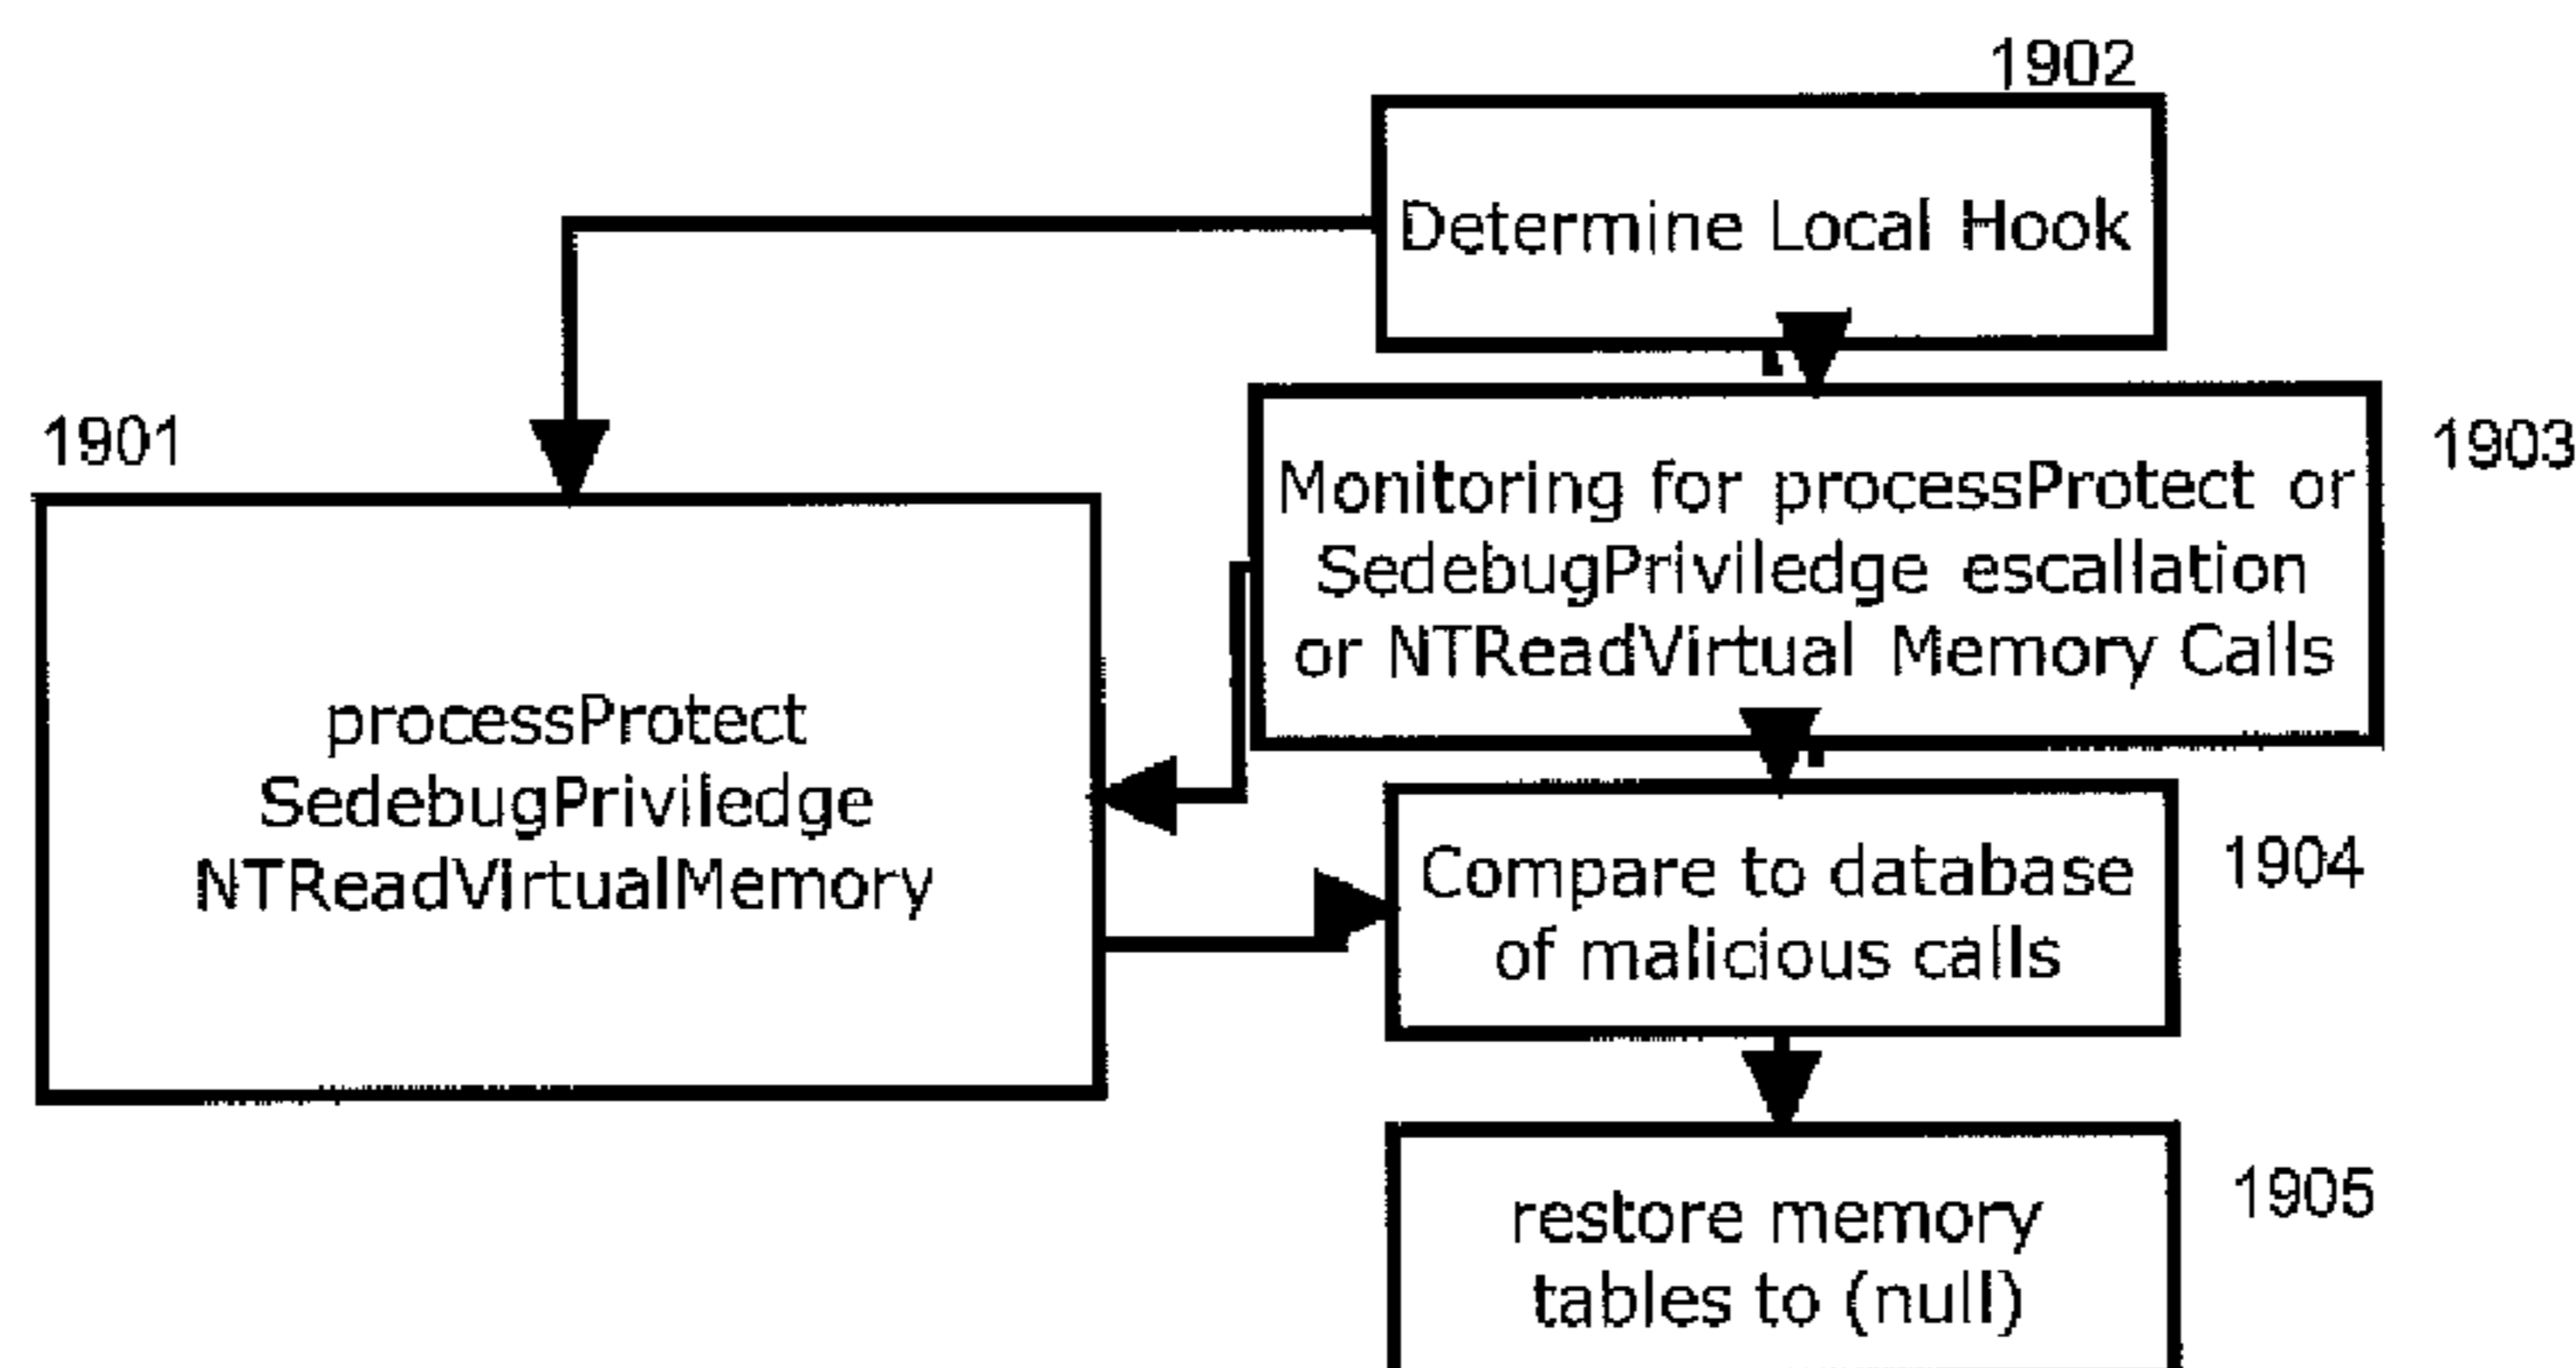 1902
Determine Local Hook
1901
1903
Monitoring for processProtect or
SedebugPriviledge escallation
or NTReadVirtual Memory Calls
processProtect
SedebugPriviledge
NTReadVirtualMemory
1904
Compare to database
of malicious calls
1905
restore memory
tables to (null)